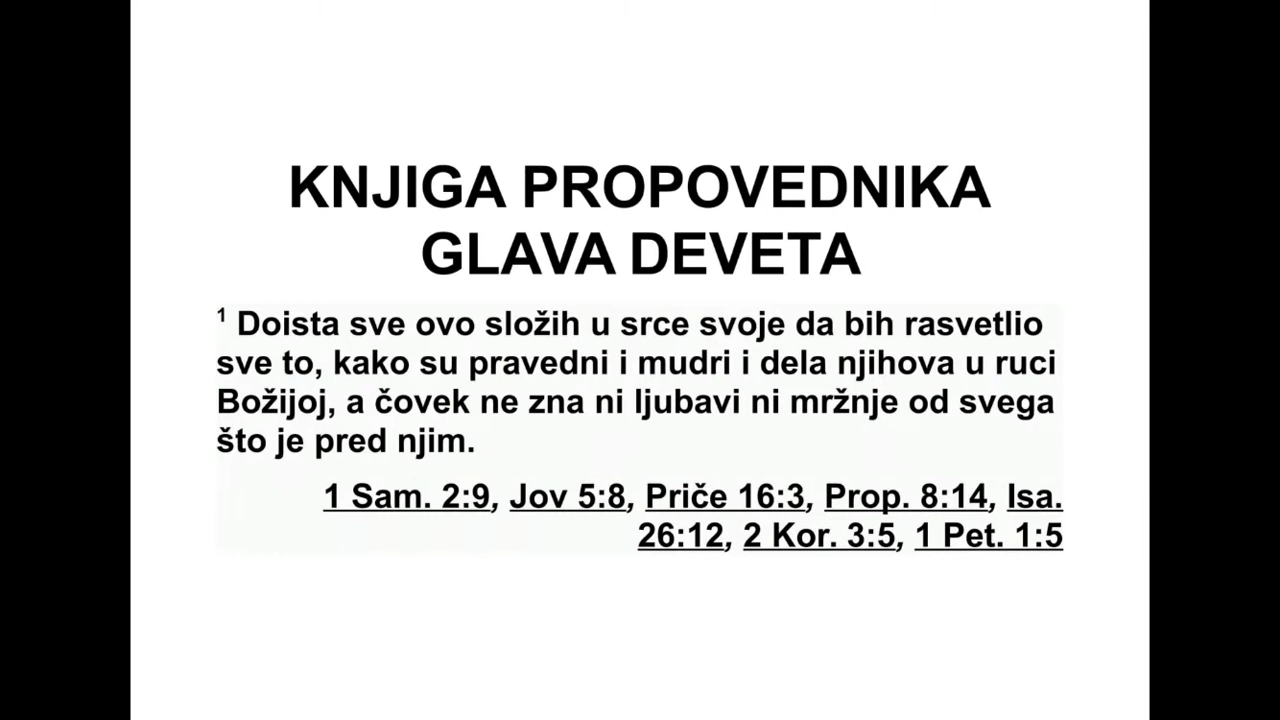 KNJIGA PROPOVEDNIKA
GLAVA DEVETA
1 Doista sve ovo složih u srce svoje da bih rasvetlio
sve to, kako su pravedni i mudri i dela njihova u ruci
Božijoj, a čovek ne zna ni ljubavi ni mržnje od svega
što je pred njim.
1 Sam. 2:9, Jov 5:8, Priče 16:3, Prop. 8:14, Isa.
26:12, 2 Kor. 3:5, 1 Pet. 1:5